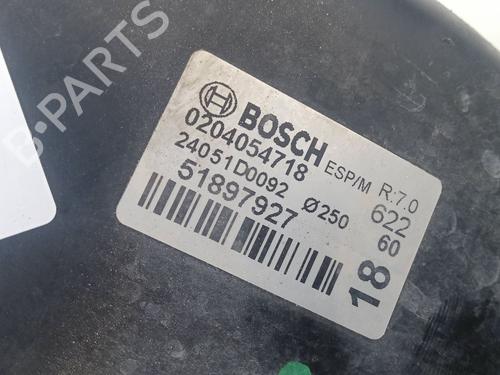 B-PARTS
BOSCH
0204054718 ESP/M R:7.0
24051D0092 Ø250 622
51897927 60
18